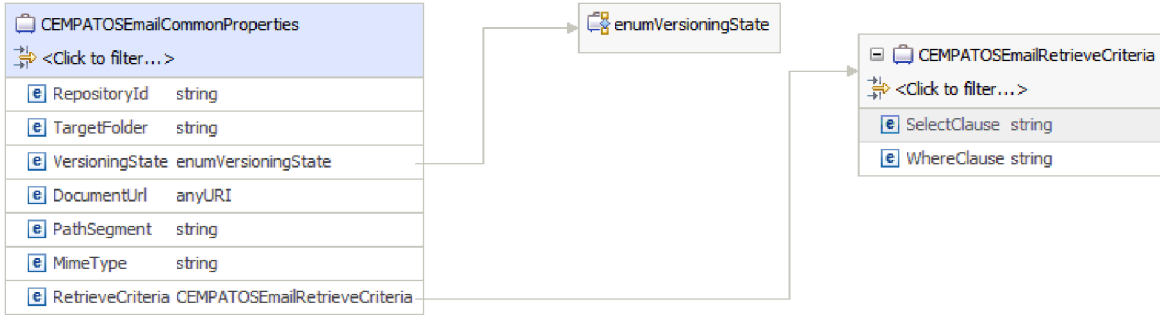 CEMPATOSEmailCommonProperties
<Click to filter...>
RepositoryId string
TargetFolder string
VersioningState enumVersioningState
DocumentUrl anyURI
PathSegment string
MimeType string
RetrieveCriteria CEMPATOSEmailRetrieveCriteria
enumVersioningState
CEMPATOSEmailRetrieveCriteria
<Click to filter...>
SelectClause string
WhereClause string